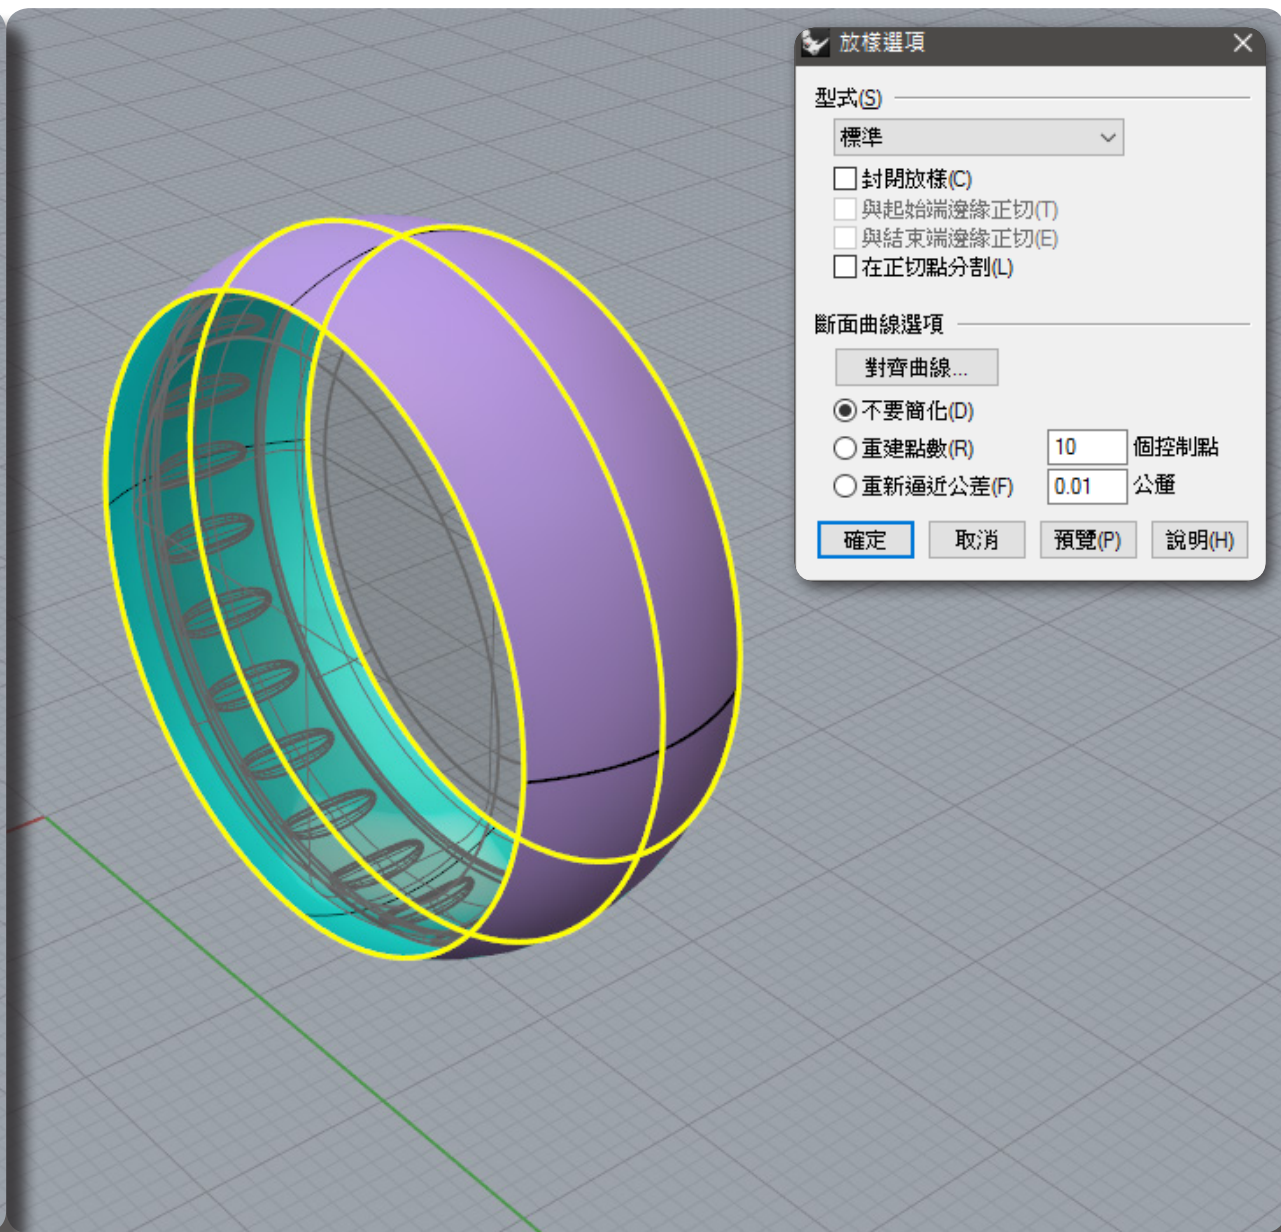 放樣選項
型式(S)
標準
封閉放樣(C)
與起始端邊緣正切(T)
與結束端邊緣正切(E)
在正切點分割(L)
斷面曲線選項
對齊曲線...
不要簡化(D)
重建點數(R) 10 個控制點
重新逼近公差(F) 0.01 公釐
確定 取消 預覽(P) 說明(H)